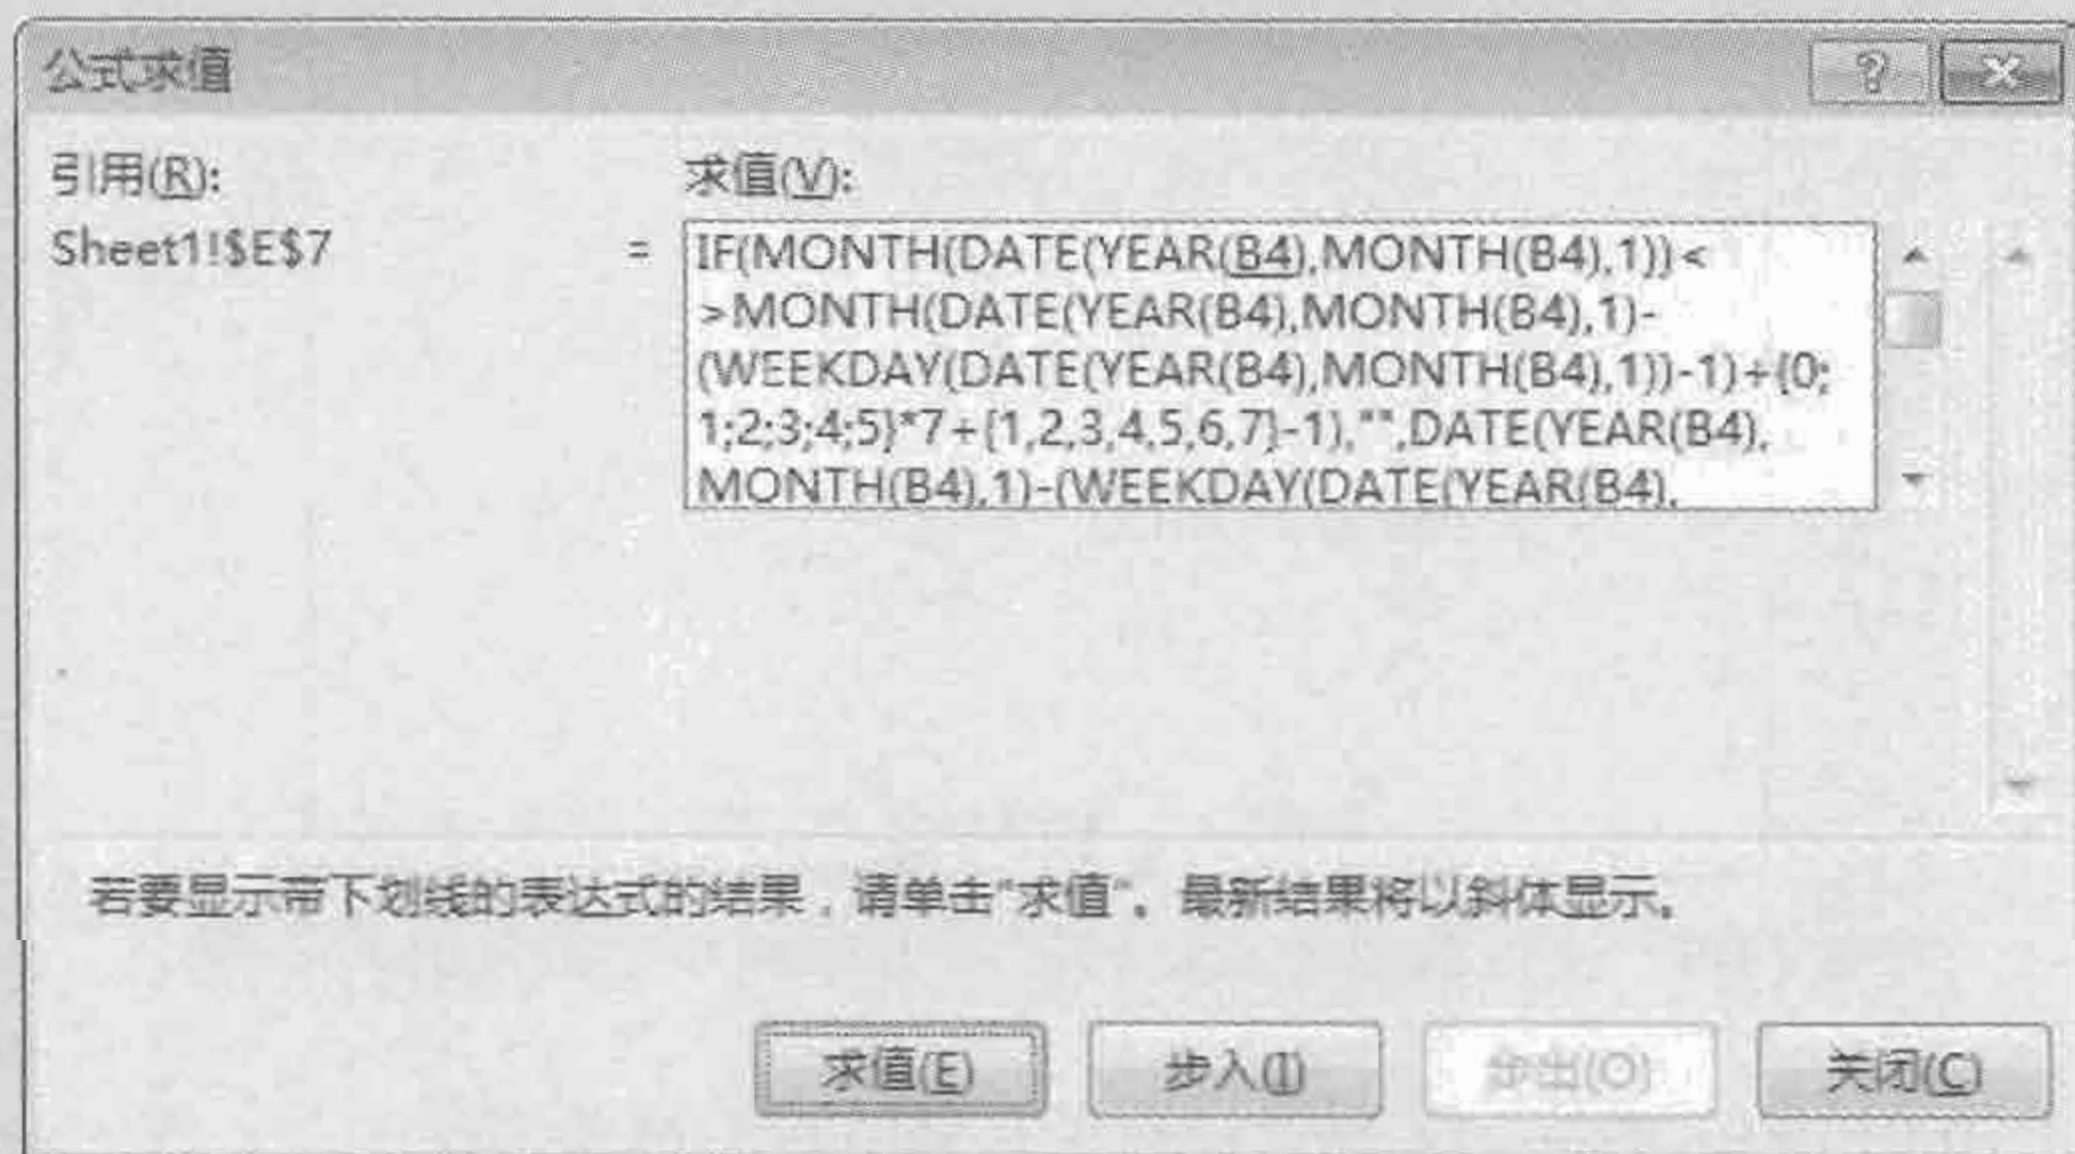 公式求值
引用(R):
求值(V):
Sheet1!$E$7
=
IF(MONTH(DATE(YEAR(B4),MONTH(B4),1))<
>MONTH(DATE(YEAR(B4),MONTH(B4),1)-
(WEEKDAY(DATE(YEAR(B4),MONTH(B4),1))-1)+{0;
1;2;3;4;5}*7+{1,2,3,4,5,6,7}-1),"",DATE(YEAR(B4),
MONTH(B4),1)-(WEEKDAY(DATE(YEAR(B4),
若要显示带下划线的表达式的结果，请单击"求值"。最新结果将以斜体显示。
求值(E)
步入(I)
步出(O)
关闭(C)